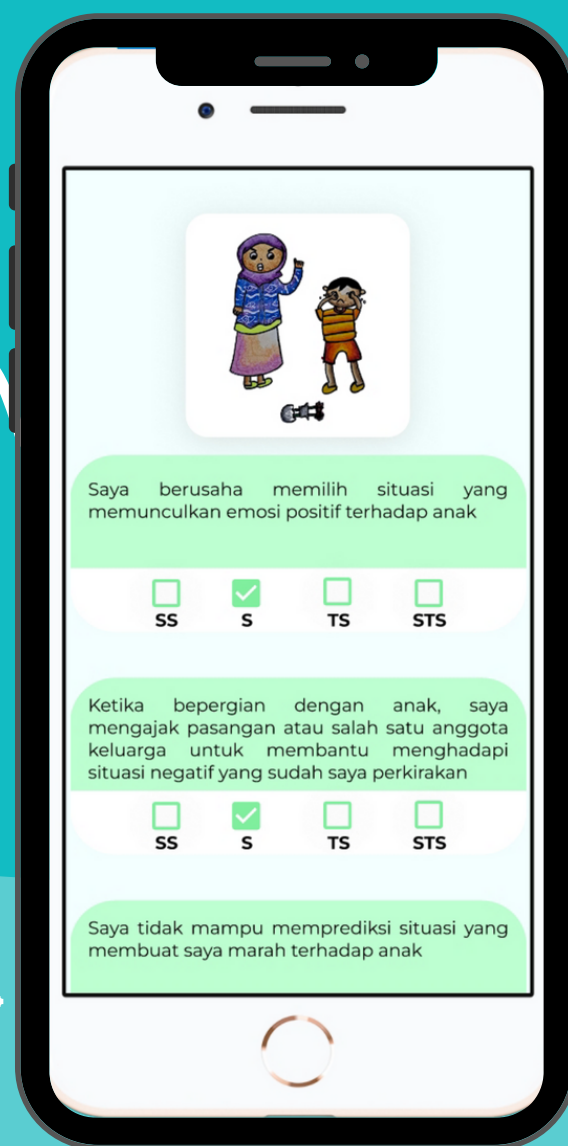 Saya berusaha memilih situasi yang
memunculkan emosi positif terhadap anak
SS S TS STS
Ketika bepergian dengan anak, saya
mengajak pasangan atau salah satu anggota
keluarga untuk membantu menghadapi
situasi negatif yang sudah saya perkirakan
SS S TS STS
Saya tidak mampu memprediksi situasi yang
membuat saya marah terhadap anak